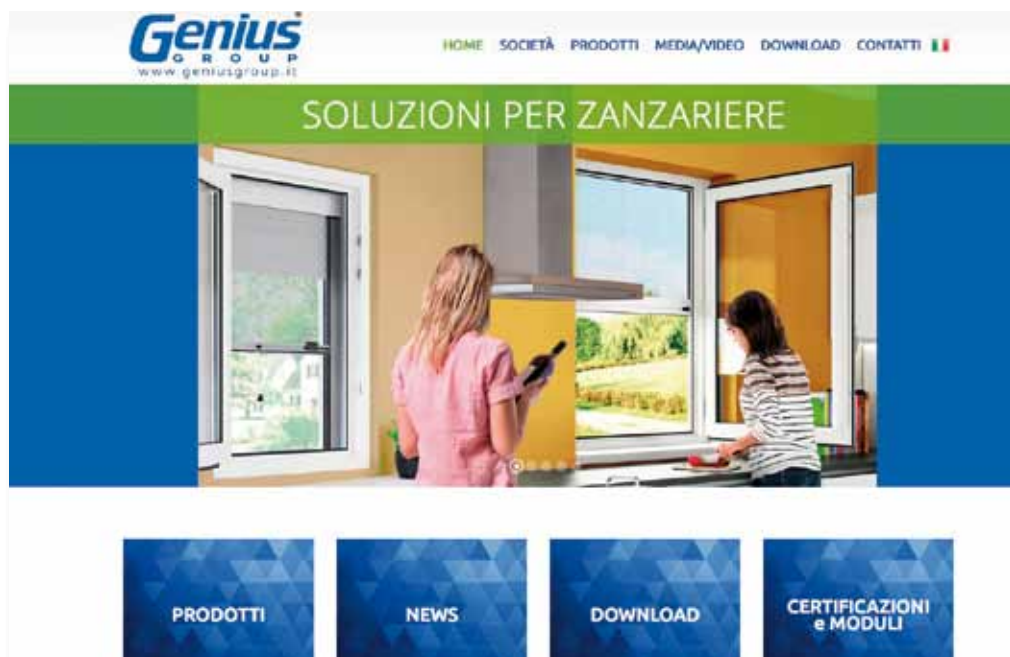 Genius
GROUP
www.geniusgroup.it
HOME SOCIETÀ PRODOTTI MEDIA/VIDEO DOWNLOAD CONTATTI
SOLUZIONI PER ZANZARIERE
PRODOTTI
NEWS
DOWNLOAD
CERTIFICAZIONI
e MODULI